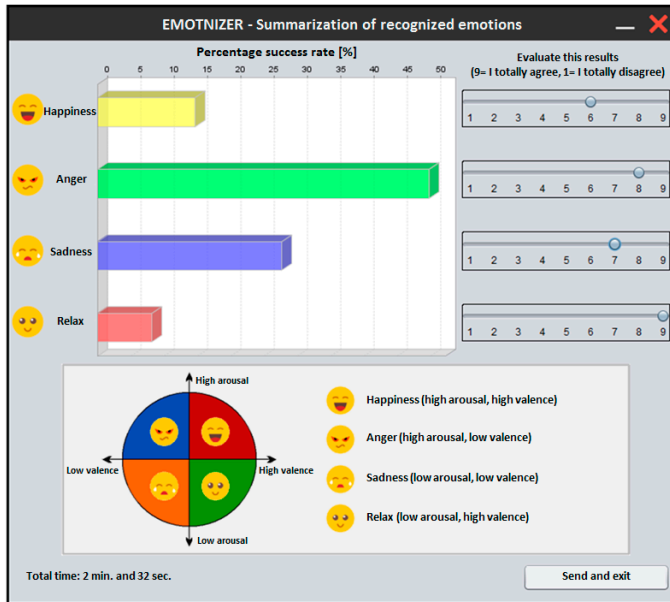 EMOTNIZER - Summarization of recognized emotions
Percentage success rate [%]
Evaluate this results
(9= I totally agree, 1= I totally disagree)
0 5 10 15 20 25 30 35 40 45 50
Happiness
1 2 3 4 5 6 7 8 9
Anger
1 2 3 4 5 6 7 8 9
Sadness
1 2 3 4 5 6 7 8 9
Relax
1 2 3 4 5 6 7 8 9
High arousal
Low valence
High valence
Low arousal
Happiness (high arousal, high valence)
Anger (high arousal, low valence)
Sadness (low arousal, low valence)
Relax (low arousal, high valence)
Total time: 2 min. and 32 sec.
Send and exit